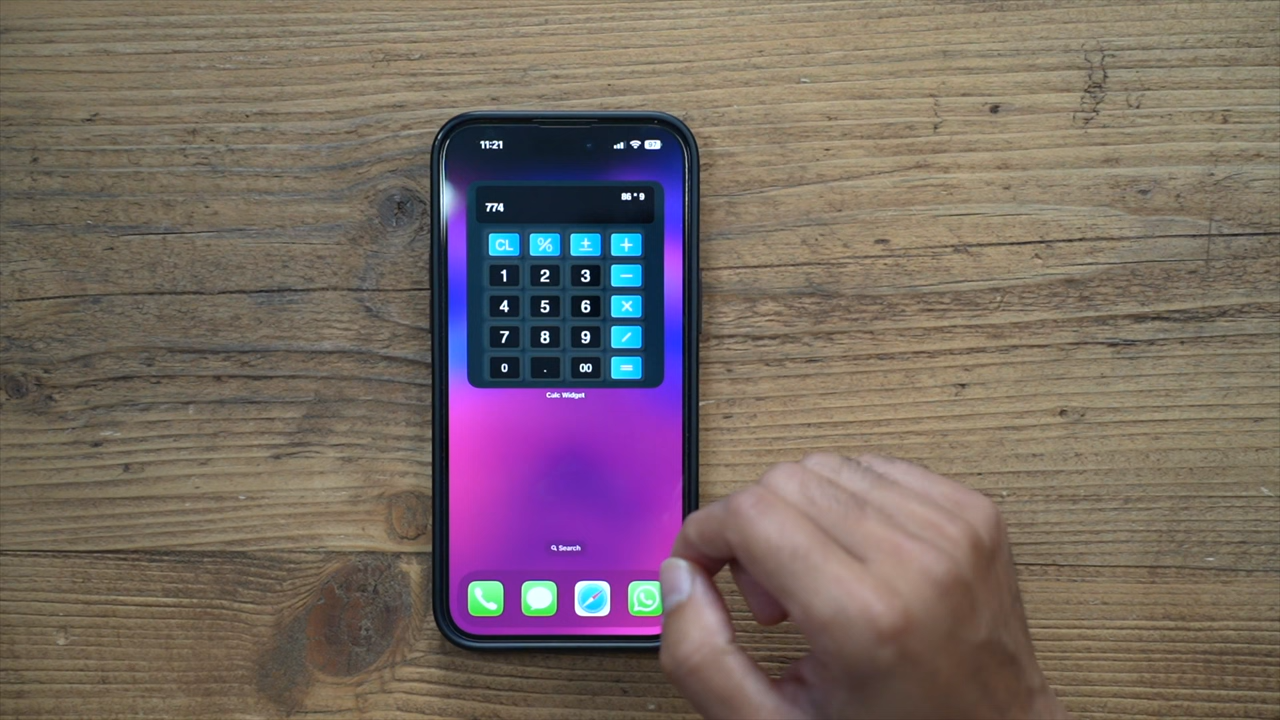 11:21 97
86 * 9
774
CL % ± +
1 2 3 −
4 5 6 ×
7 8 9 /
0 . 00 =
Calc Widget
Search